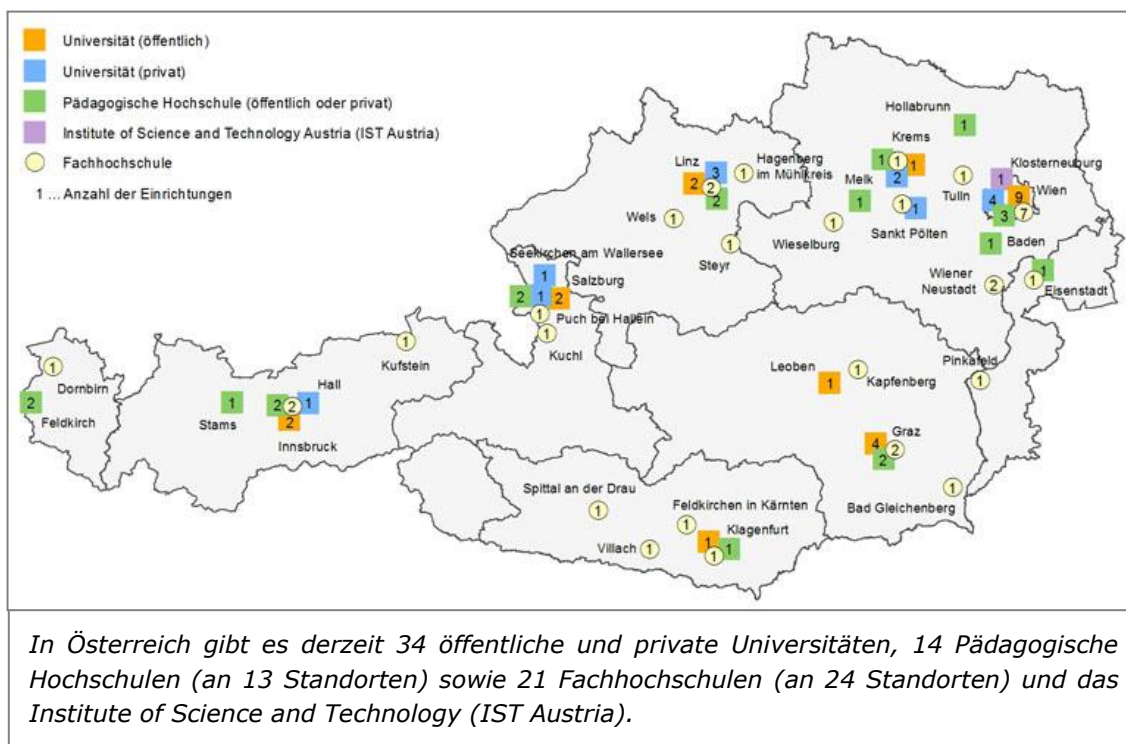 Universität (öffentlich)
Universität (privat)
Pädagogische Hochschule (öffentlich oder privat)
Institute of Science and Technology Austria (IST Austria)
Fachhochschule
1 ... Anzahl der Einrichtungen
Hollabrunn
1
Krems
1 1 1
2
Klosterneuburg
1
Linz
3
2 2
2
Hagenberg
im Mühlkreis
1
Melk
1
Tulln
1
Wien
4 9
3 7
Wels
1
Sankt Pölten
1 1
Wieselburg
1
Steyr
1
Baden
1
Seekirchen am Wallersee
1
Salzburg
2 1 2
Wiener
Neustadt
2
Eisenstadt
1
1
Puch bei Hallein
1
Kuchl
1
Kufstein
1
Dornbirn
1
Feldkirch
2
Stams
1
Hall
1
Innsbruck
2 2
2
Leoben
1
Kapfenberg
1
Pinkafeld
1
Graz
4 2
2
Bad Gleichenberg
1
Spittal an der Drau
1
Feldkirchen in Kärnten
1
Villach
1
Klagenfurt
1 1
1
In Österreich gibt es derzeit 34 öffentliche und private Universitäten, 14 Pädagogische
Hochschulen (an 13 Standorten) sowie 21 Fachhochschulen (an 24 Standorten) und das
Institute of Science and Technology (IST Austria).